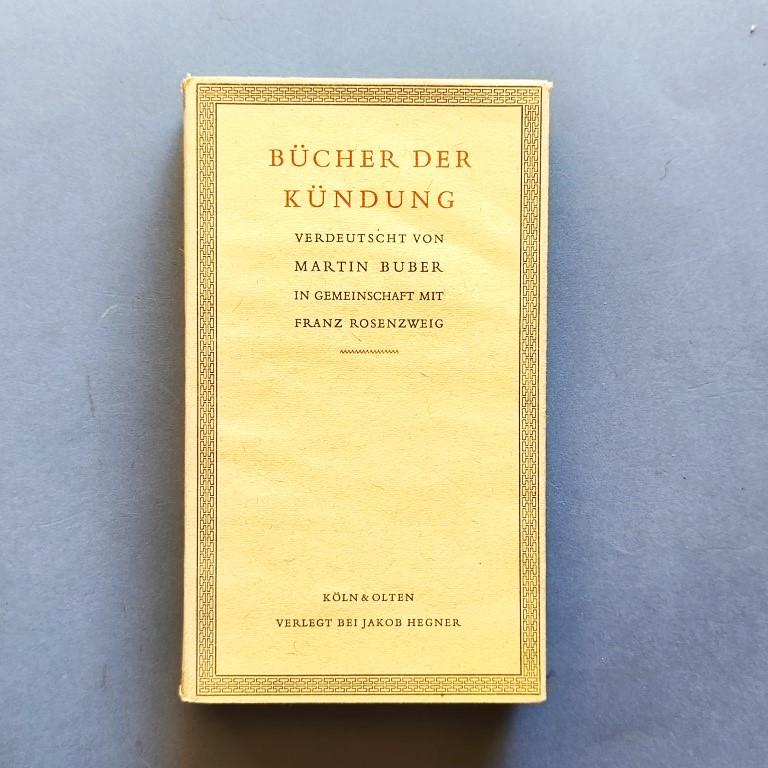 BÜCHER DER
KÜNDUNG
VERDEUTSCHT VON
MARTIN BUBER
IN GEMEINSCHAFT MIT
FRANZ ROSENZWEIG
KÖLN & OLTEN
VERLEGT BEI JAKOB HEGNER